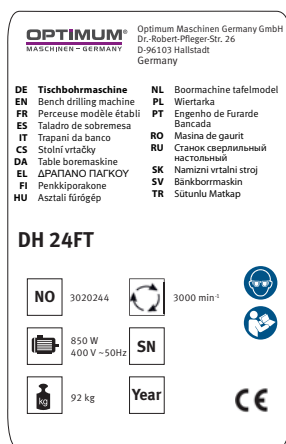 OPTIMUM®
MASCHINEN - GERMANY
Optimum Maschinen Germany GmbH
Dr.-Robert-Pfleger-Str. 26
D-96103 Hallstadt
Germany
DE Tischbohrmaschine
EN Bench drilling machine
FR Perceuse modèle établi
ES Taladro de sobremesa
IT Trapani da banco
CS Stolní vrtačky
DA Table boremaskine
EL ΔΡΑΠΑΝΟ ΠΑΓΚΟΥ
FI Penkkiporakone
HU Asztali fúrógép
NL Boormachine tafelmodel
PL Wiertarka
PT Engenho de Furarde
Bancada
RO Masina de gaurit
RU Станок сверлильный
настольный
SK Namizni vrtalni stroj
SV Bänkborrmaskin
TR Sütunlu Matkap
DH 24FT
NO 3020244
3000 min-1
850 W
400 V ~50Hz
SN
kg 92 kg
Year
CE